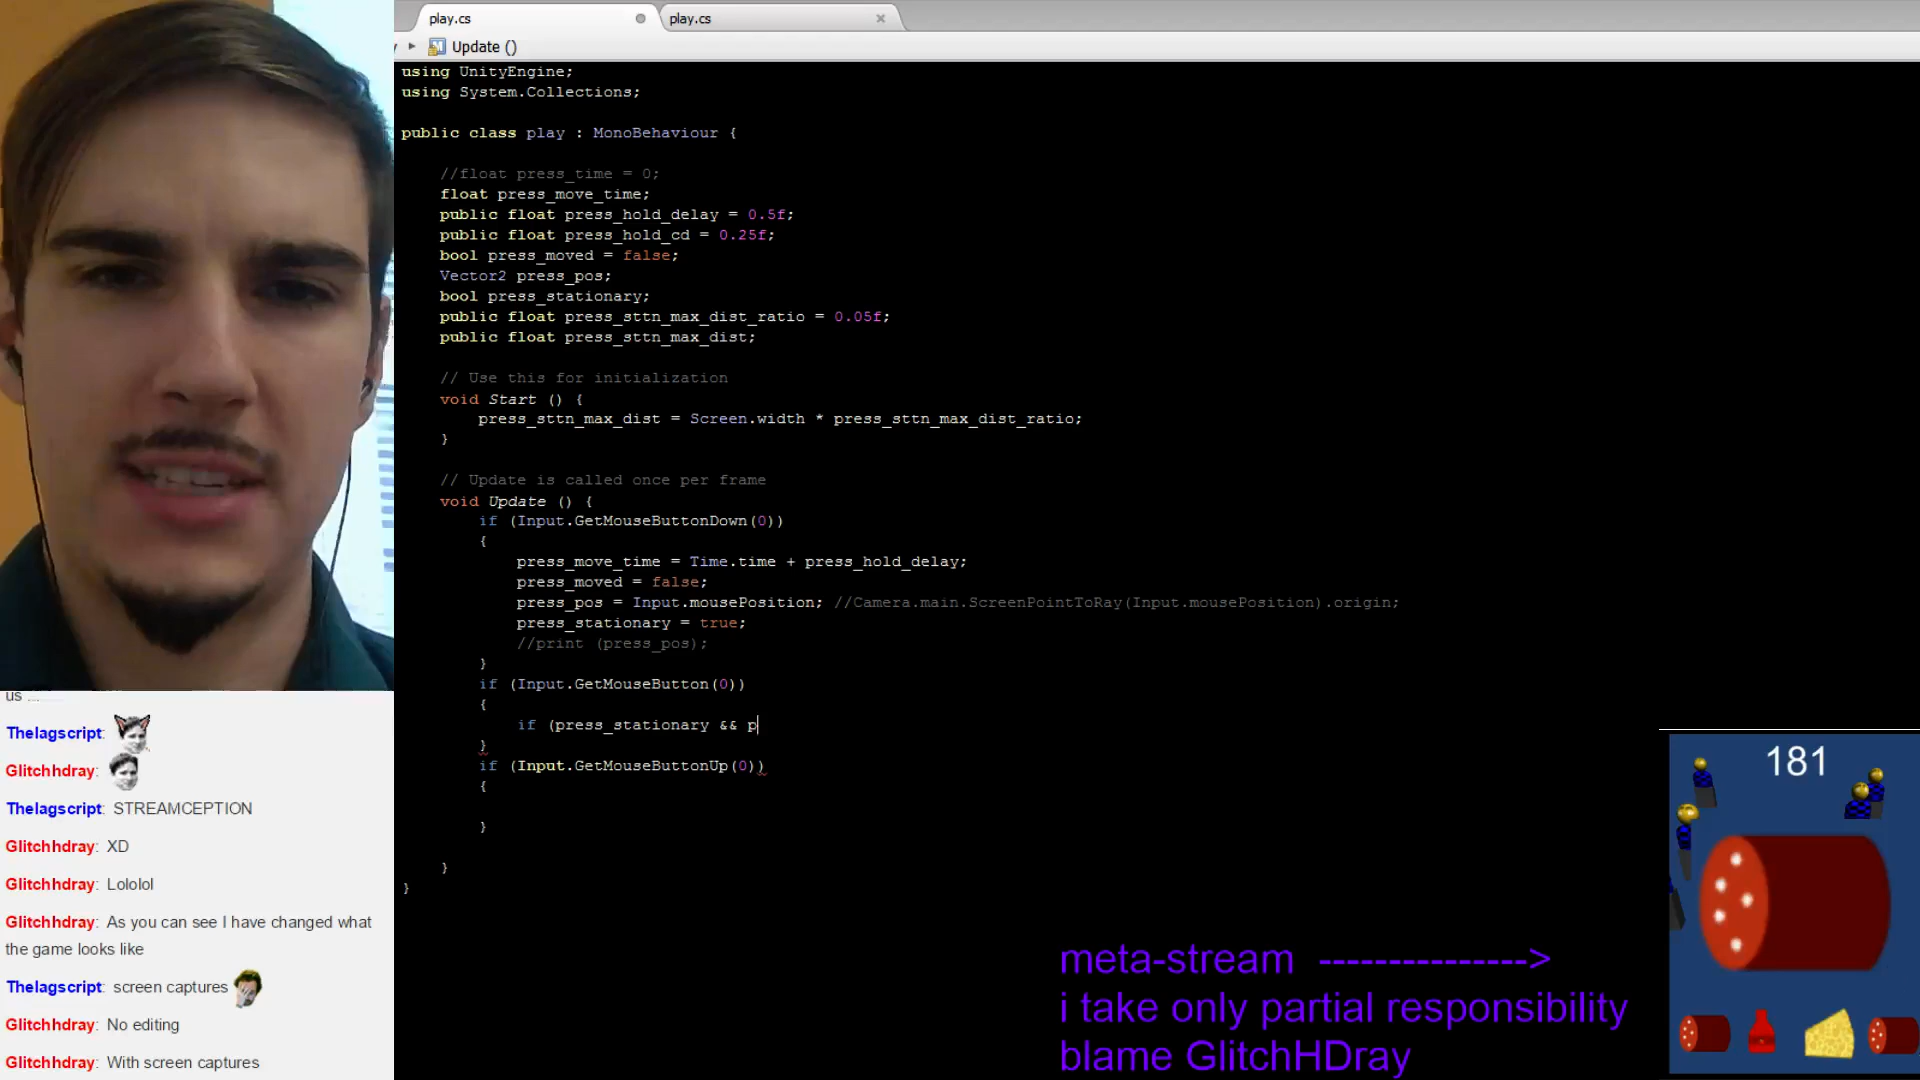 play.cs
play.cs
Update ()
using UnityEngine;
using System.Collections;
public class play : MonoBehaviour {
//float press_time = 0;
float press_move_time;
public float press_hold_delay = 0.5f;
public float press_hold_cd = 0.25f;
bool press_moved = false;
Vector2 press_pos;
bool press_stationary;
public float press_sttn_max_dist_ratio = 0.05f;
public float press_sttn_max_dist;
// Use this for initialization
void Start () {
press_sttn_max_dist = Screen.width * press_sttn_max_dist_ratio;
}
// Update is called once per frame
void Update () {
if (Input.GetMouseButtonDown(0))
{
press_move_time = Time.time + press_hold_delay;
press_moved = false;
press_pos = Input.mousePosition; //Camera.main.ScreenPointToRay(Input.mousePosition).origin;
press_stationary = true;
//print (press_pos);
}
if (Input.GetMouseButton(0))
{
if (press_stationary && p
}
if (Input.GetMouseButtonUp(0))
{
}
}
}
us ...
Thelagscript:
Glitchhdray:
Thelagscript: STREAMCEPTION
Glitchhdray: XD
Glitchhdray: Lololol
Glitchhdray: As you can see I have changed what
the game looks like
Thelagscript: screen captures
Glitchhdray: No editing
Glitchhdray: With screen captures
meta-stream --------------->
i take only partial responsibility
blame GlitchHDray
181